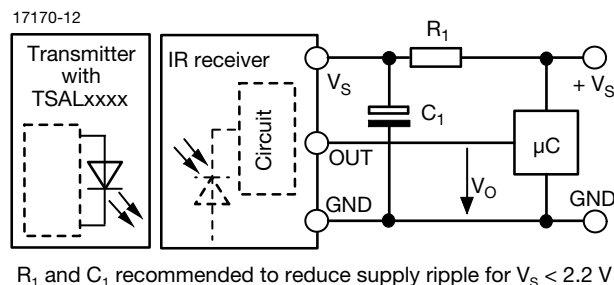 17170-12
Transmitter
with
TSALxxxx
IR receiver
Circuit
VS
OUT
GND
R1
C1
VO
µC
+ VS
GND
R1 and C1 recommended to reduce supply ripple for VS < 2.2 V